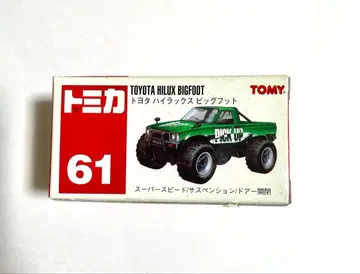 トミカ
61
TOYOTA HILUX BIGFOOT
トヨタ ハイラックス ビッグフット
TOMY.
PICK UP
スーパースピード/サスペンション/ドアー開閉